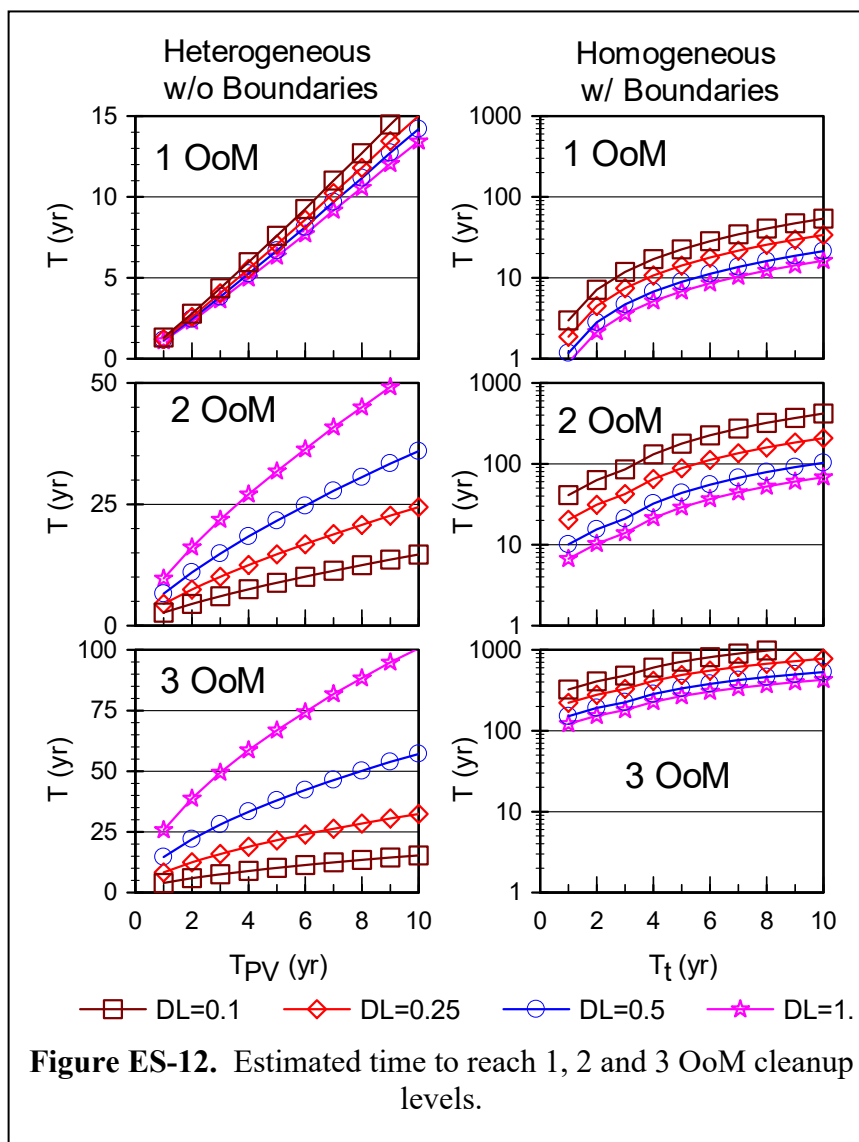 Heterogeneous
w/o Boundaries
Homogeneous
w/ Boundaries
15
10
5
0
T (yr)
1 OoM
1000
100
10
1
T (yr)
1 OoM
50
25
0
T (yr)
2 OoM
1000
100
10
1
T (yr)
2 OoM
100
75
50
25
0
T (yr)
3 OoM
0 2 4 6 8 10
TPV (yr)
1000
100
10
1
T (yr)
3 OoM
0 2 4 6 8 10
Tt (yr)
DL=0.1 DL=0.25 DL=0.5 DL=1.
Figure ES-12. Estimated time to reach 1, 2 and 3 OoM cleanup
levels.